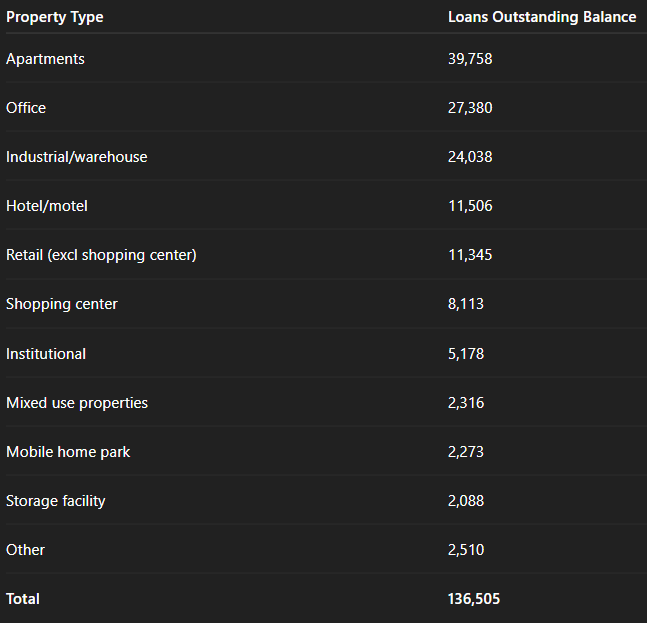 Property Type Loans Outstanding Balance
Apartments 39,758
Office 27,380
Industrial/warehouse 24,038
Hotel/motel 11,506
Retail (excl shopping center) 11,345
Shopping center 8,113
Institutional 5,178
Mixed use properties 2,316
Mobile home park 2,273
Storage facility 2,088
Other 2,510
Total 136,505